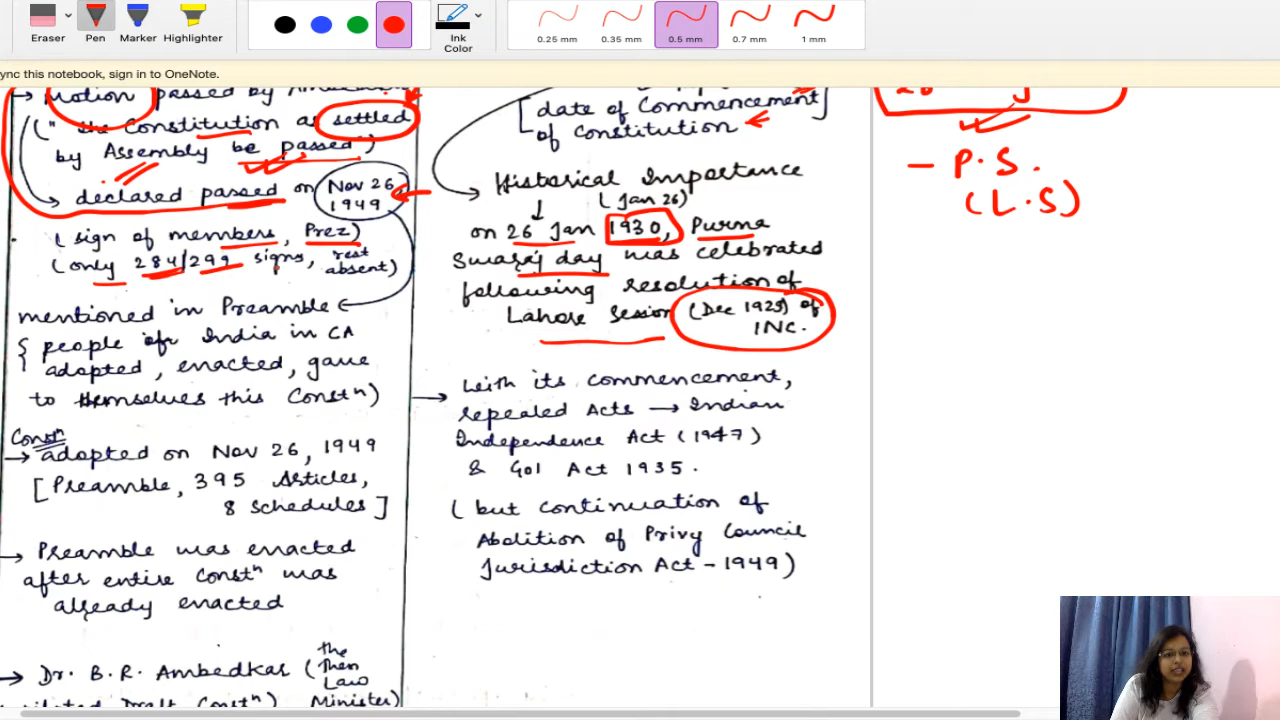 Eraser
Pen
Marker
Highlighter
Ink
Color
0.25 mm
0.35 mm
0.5 mm
0.7 mm
1 mm
ync this notebook, sign in to OneNote.
→ Motion passed by
(" the Constitution as settled
by Assembly be passed")
→ declared passed on Nov 26,
1949
(sign of members, Prez)
(only 284/299 signs, rest
absent)
mentioned in Preamble ←
{ people of India in CA
adopted, enacted, gave
to themselves this Constⁿ)
Constⁿ
→ adopted on Nov 26, 1949
[Preamble, 395 Articles,
8 schedules]
→ Preamble was enacted
after entire Constⁿ was
already enacted
→ Dr. B. R. Ambedkar (the
Then
Law
Minister)
Draft Constⁿ)
[date of Commencement]
of Constitution ←
→ Historical Importance
(Jan 26)
on 26 Jan 1930, Purna
Swaraj day was celebrated
following resolution of
Lahore Session (Dec 1929) of
INC.
→ With its commencement,
repealed Acts → Indian
Independence Act (1947)
& GoI Act 1935.
(but continuation of
Abolition of Privy Council
Jurisdiction Act - 1949)
- P.S.
(L.S)